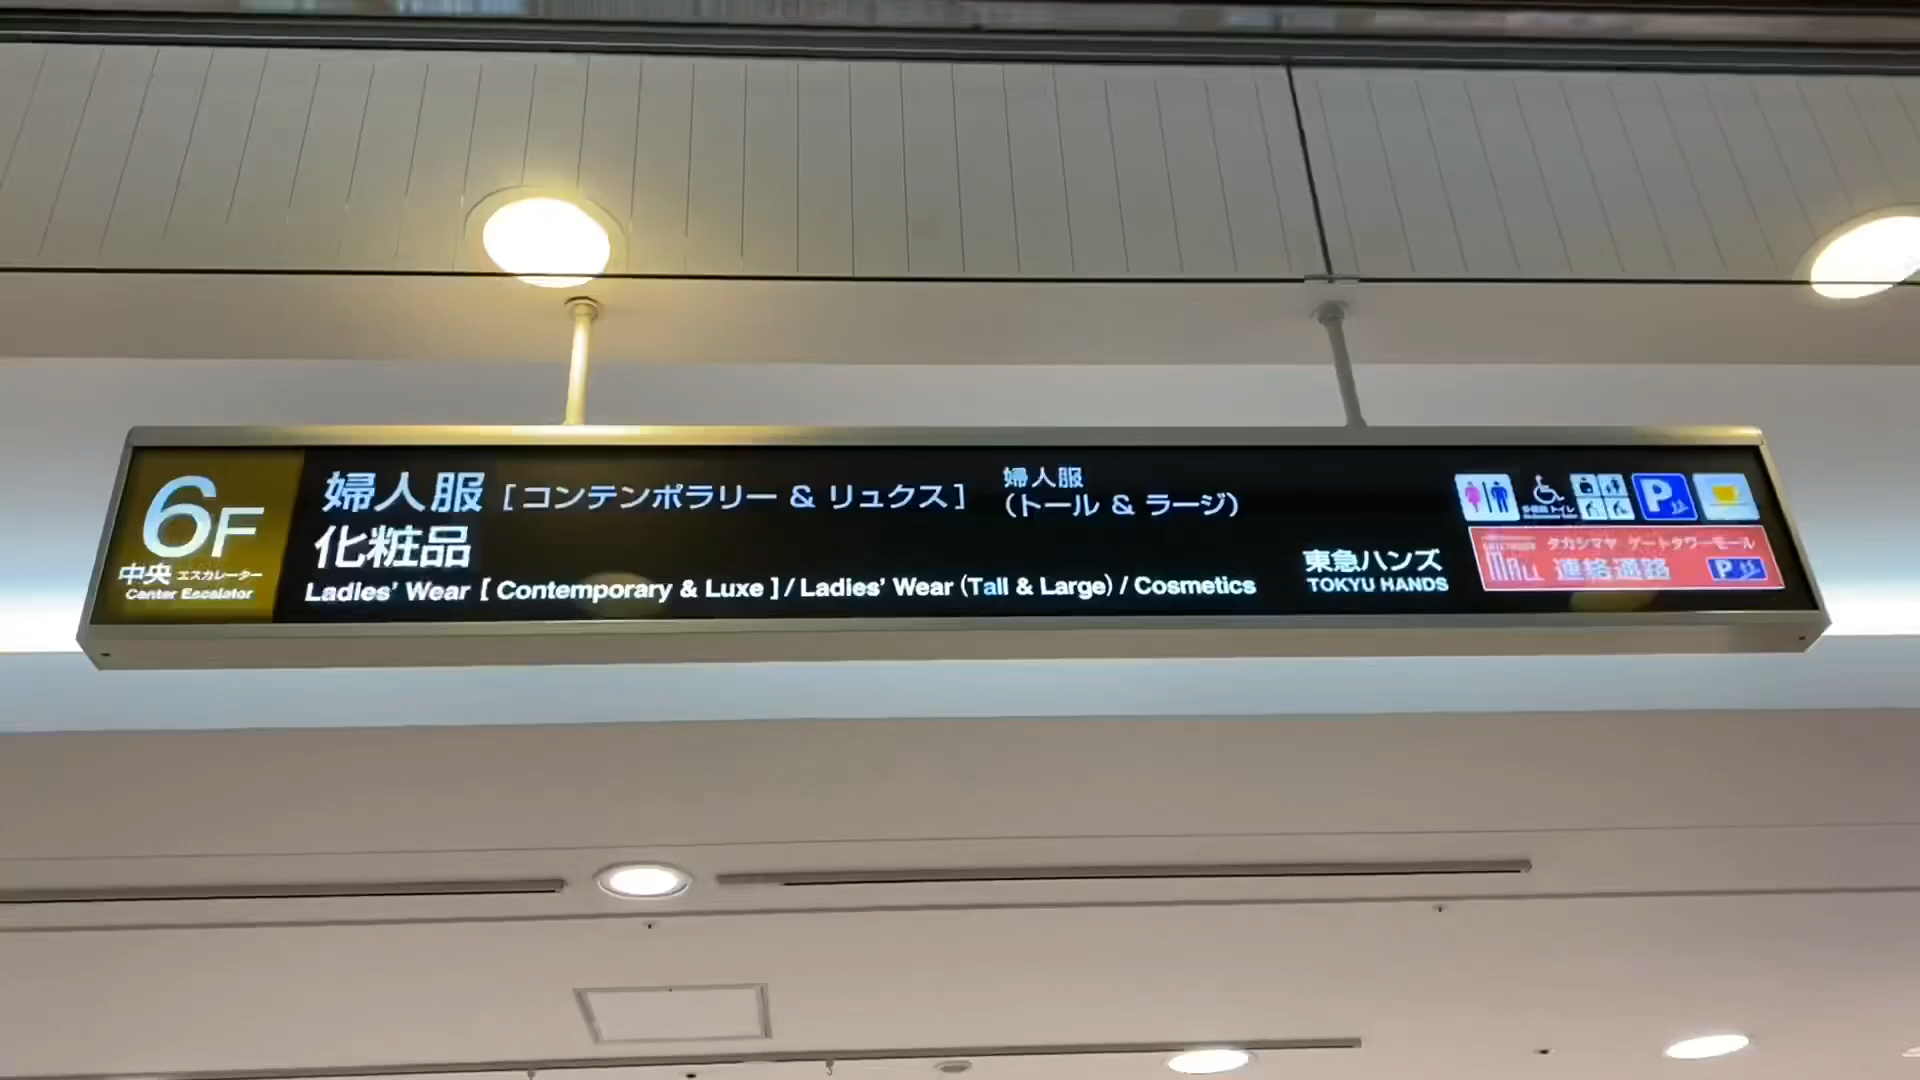 6F
中央 エスカレーター
Center Escalator
婦人服 [コンテンポラリー & リュクス]
婦人服
(トール & ラージ)
化粧品
Ladies' Wear [ Contemporary & Luxe ] / Ladies' Wear (Tall & Large) / Cosmetics
東急ハンズ
TOKYU HANDS
P
タカシマヤ ゲートタワーモール
MALL 連絡通路 P